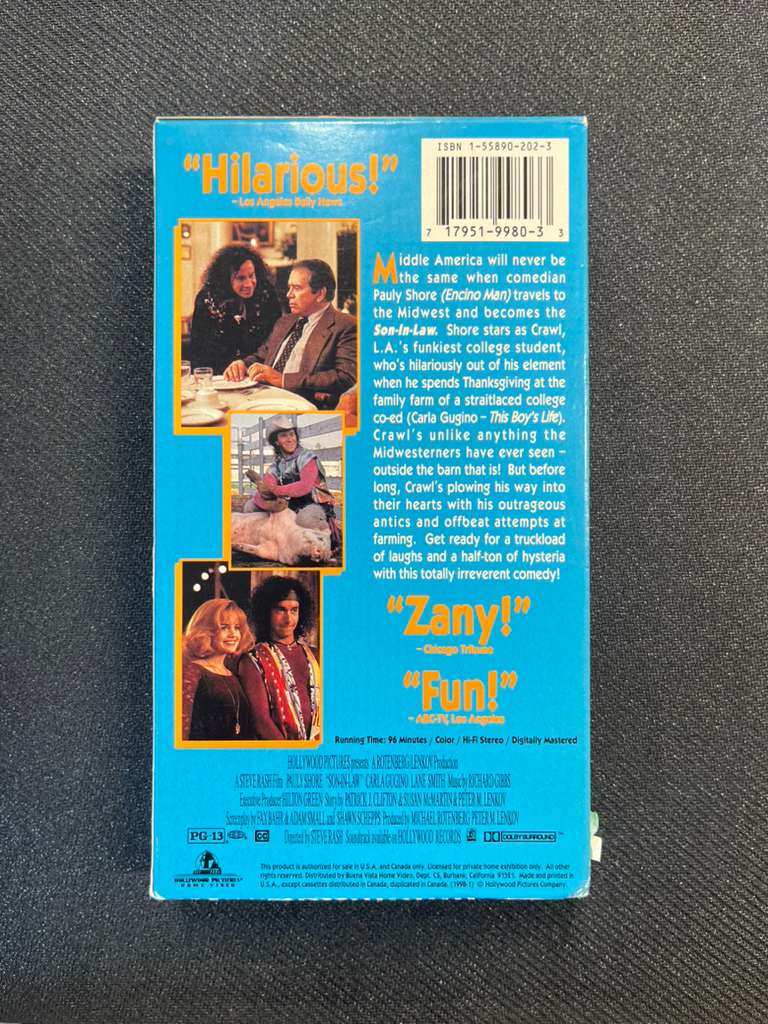 "Hilarious!"
– Los Angeles Daily News
ISBN 1-55890-202-3
7 17951-9980-3 3
Middle America will never be
the same when comedian
Pauly Shore (Encino Man) travels to
the Midwest and becomes the
Son-In-Law. Shore stars as Crawl,
L.A.'s funkiest college student,
who's hilariously out of his element
when he spends Thanksgiving at the
family farm of a straitlaced college
co-ed (Carla Gugino – This Boy's Life).
Crawl's unlike anything the
Midwesterners have ever seen –
outside the barn that is! But before
long, Crawl's plowing his way into
their hearts with his outrageous
antics and offbeat attempts at
farming. Get ready for a truckload
of laughs and a half-ton of hysteria
with this totally irreverent comedy!
"Zany!"
– Chicago Tribune
"Fun!"
– ABC-TV, Los Angeles
Running Time: 96 Minutes / Color / Hi-Fi Stereo / Digitally Mastered
HOLLYWOOD PICTURES presents A ROTENBERG/LENKOV Production
A STEVE RASH Film PAULY SHORE "SON-IN-LAW" CARLA GUGINO LANE SMITH Music by RICHARD GIBBS
Executive Producer HILTON GREEN Story by PATRICK J. CLIFTON & SUSAN McMARTIN & PETER M. LENKOV
Screenplay by FAX BAHR & ADAM SMALL and SHAWN SCHEPPS Produced by MICHAEL ROTENBERG PETER M. LENKOV
PG-13 CC Directed by STEVE RASH Soundtrack available on HOLLYWOOD RECORDS DOLBY SURROUND ™
HOLLYWOOD PICTURES
HOME VIDEO
This product is authorized for sale in U.S.A. and Canada only. Licensed for private home exhibition only. All other
rights reserved. Distributed by Buena Vista Home Video, Dept. CS, Burbank, California 91521. Made and printed in
U.S.A., except cassettes distributed in Canada, duplicated in Canada. (1998-1) © Hollywood Pictures Company.